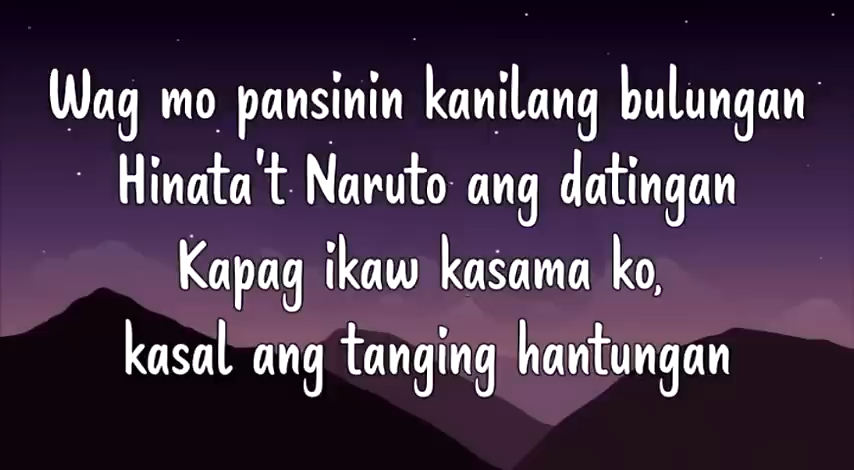 Wag mo pansinin kanilang bulungan
Hinata't Naruto ang datingan
Kapag ikaw kasama ko,
kasal ang tanging hantungan